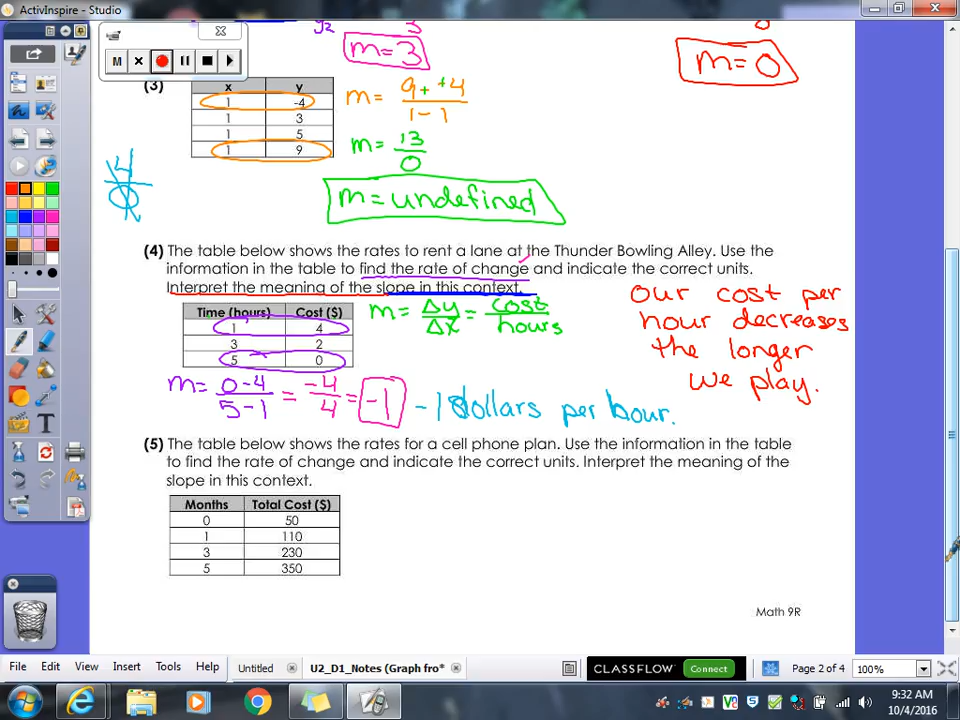 ActivInspire - Studio
y2 3
m=3
0
m=0
M
(3)
x y
1 -4
1 3
1 5
1 9
m= 9++4
1-1
m= 13
0
m=undefined
14
0
(4) The table below shows the rates to rent a lane at the Thunder Bowling Alley. Use the
information in the table to find the rate of change and indicate the correct units.
Interpret the meaning of the slope in this context.
Time (hours) Cost ($)
1 4
3 2
5 0
m= Δy = cost
Δx hours
Our cost per
hour decreases
the longer
we play.
m= 0-4 = -4 = -1
5-1 4
-1 dollars per hour.
(5) The table below shows the rates for a cell phone plan. Use the information in the table
to find the rate of change and indicate the correct units. Interpret the meaning of the
slope in this context.
Months Total Cost ($)
0 50
1 110
3 230
5 350
Math 9R
File Edit View Insert Tools Help Untitled U2_D1_Notes (Graph fro* CLASSFLOW Connect Page 2 of 4 100%
9:32 AM
10/4/2016